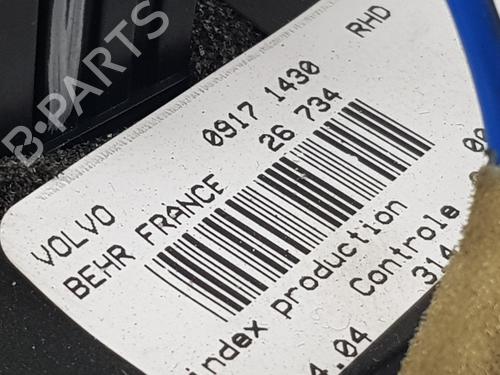 B-PARTS
VOLVO 0917 1430 RHD
BEHR FRANCE 26 734
index production
Controle
314
4.04